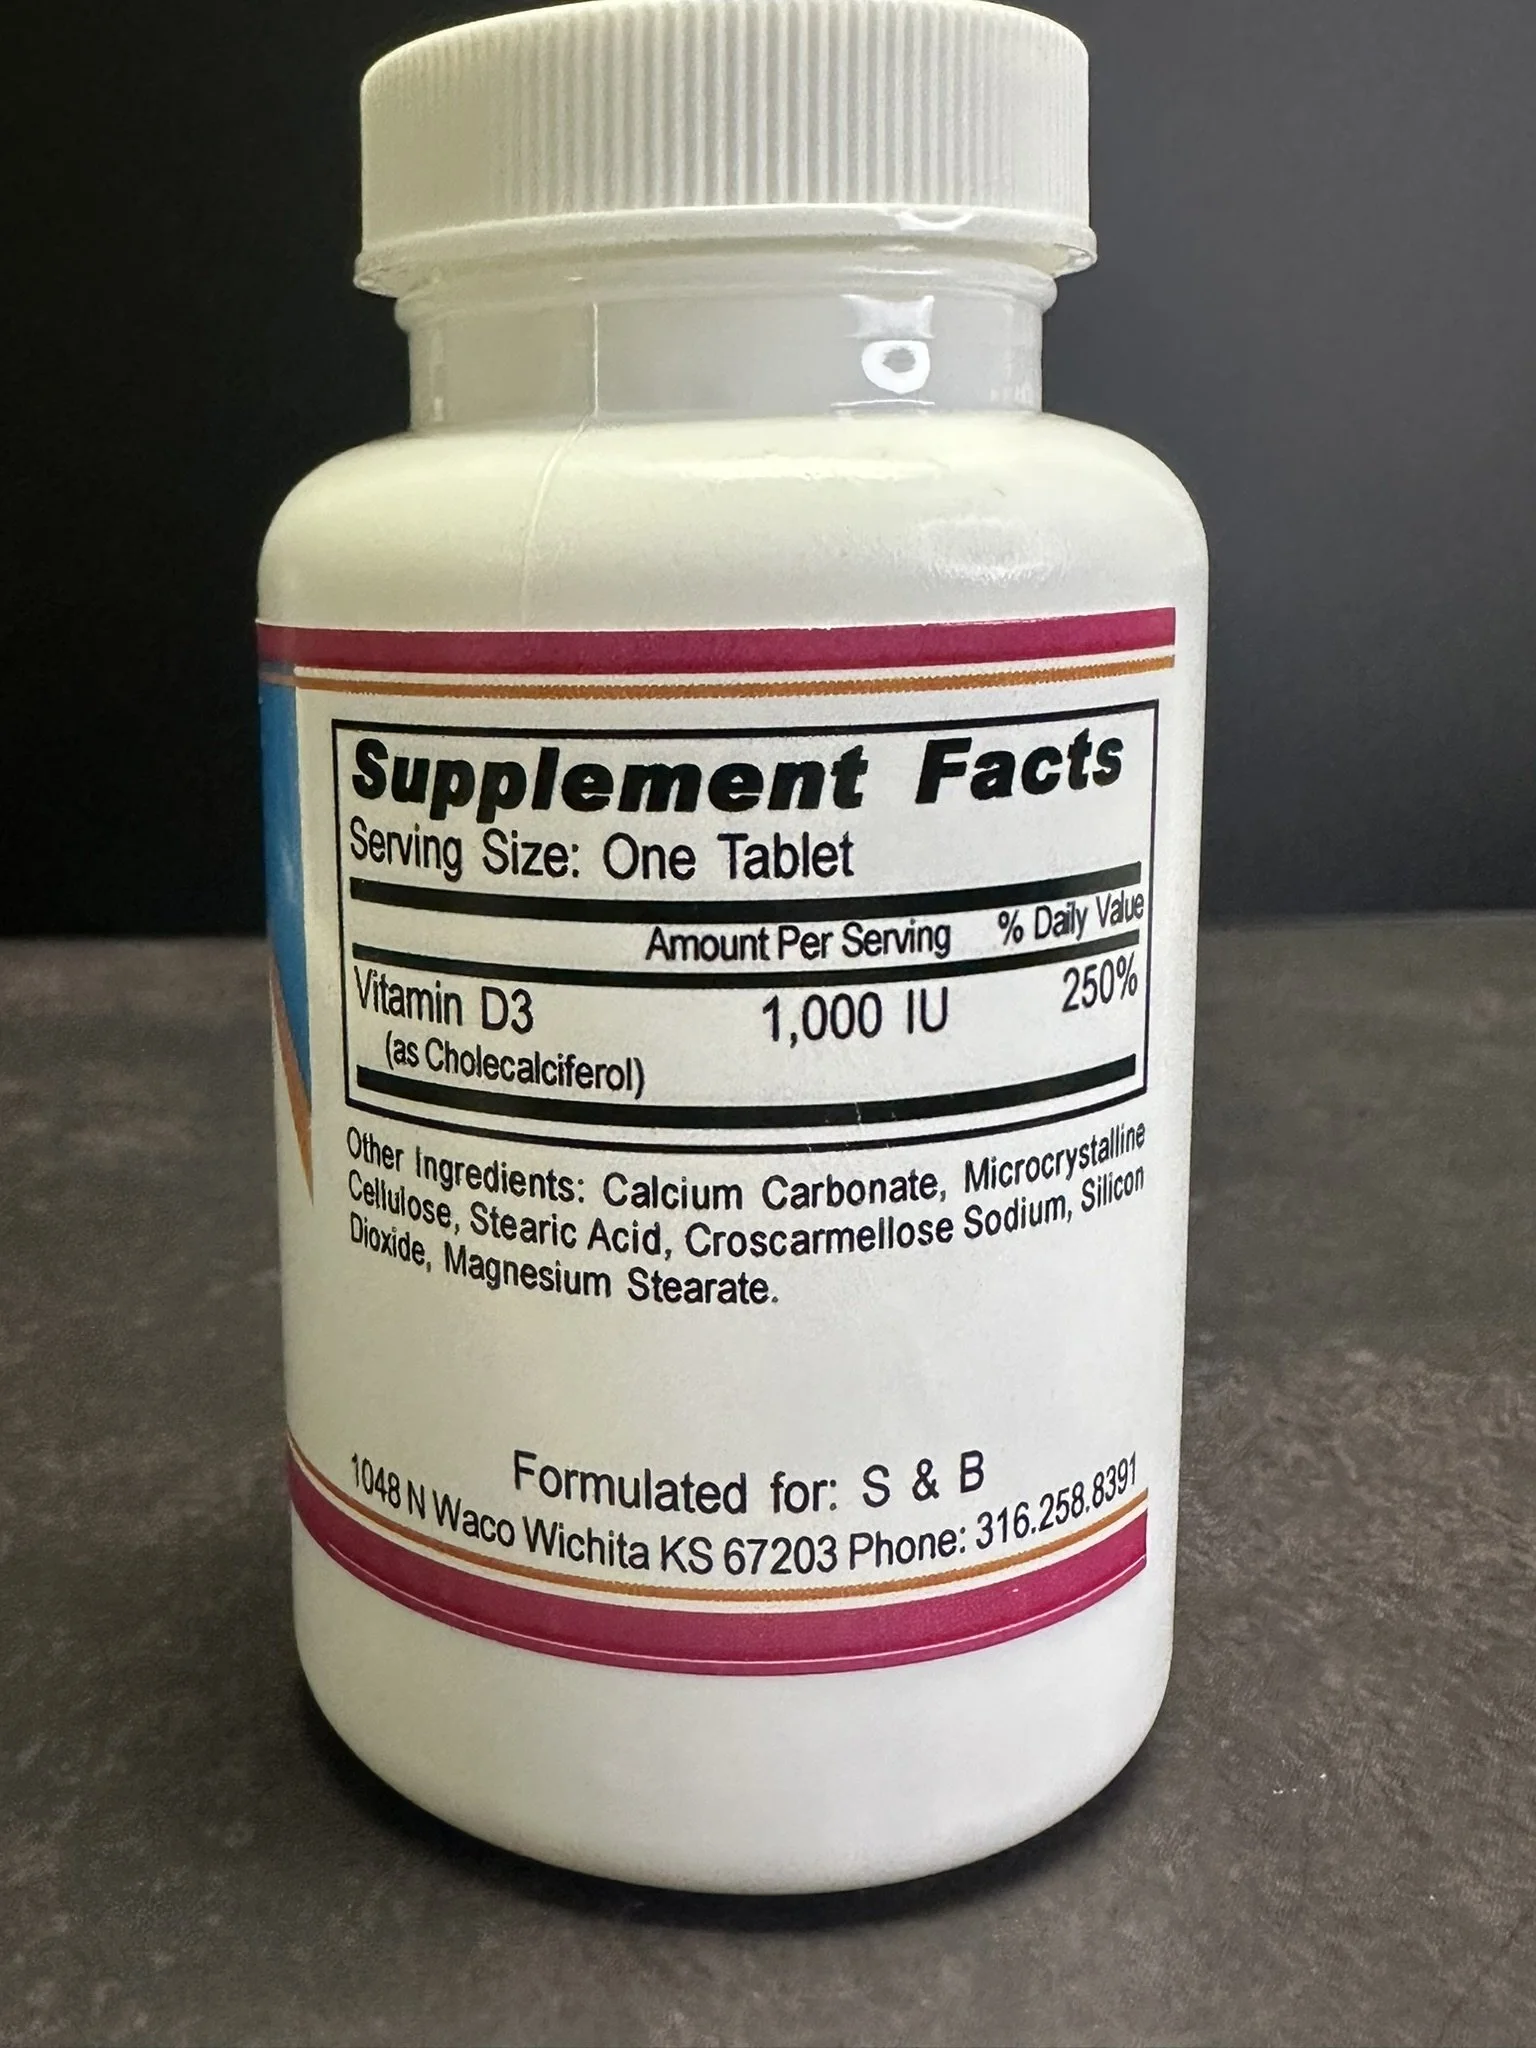 Supplement Facts
Serving Size: One Tablet
Amount Per Serving % Daily Value
Vitamin D3 1,000 IU 250%
(as Cholecalciferol)
Other Ingredients: Calcium Carbonate, Microcrystalline
Cellulose, Stearic Acid, Croscarmellose Sodium, Silicon
Dioxide, Magnesium Stearate.
Formulated for: S & B
1048 N Waco Wichita KS 67203 Phone: 316.258.8391